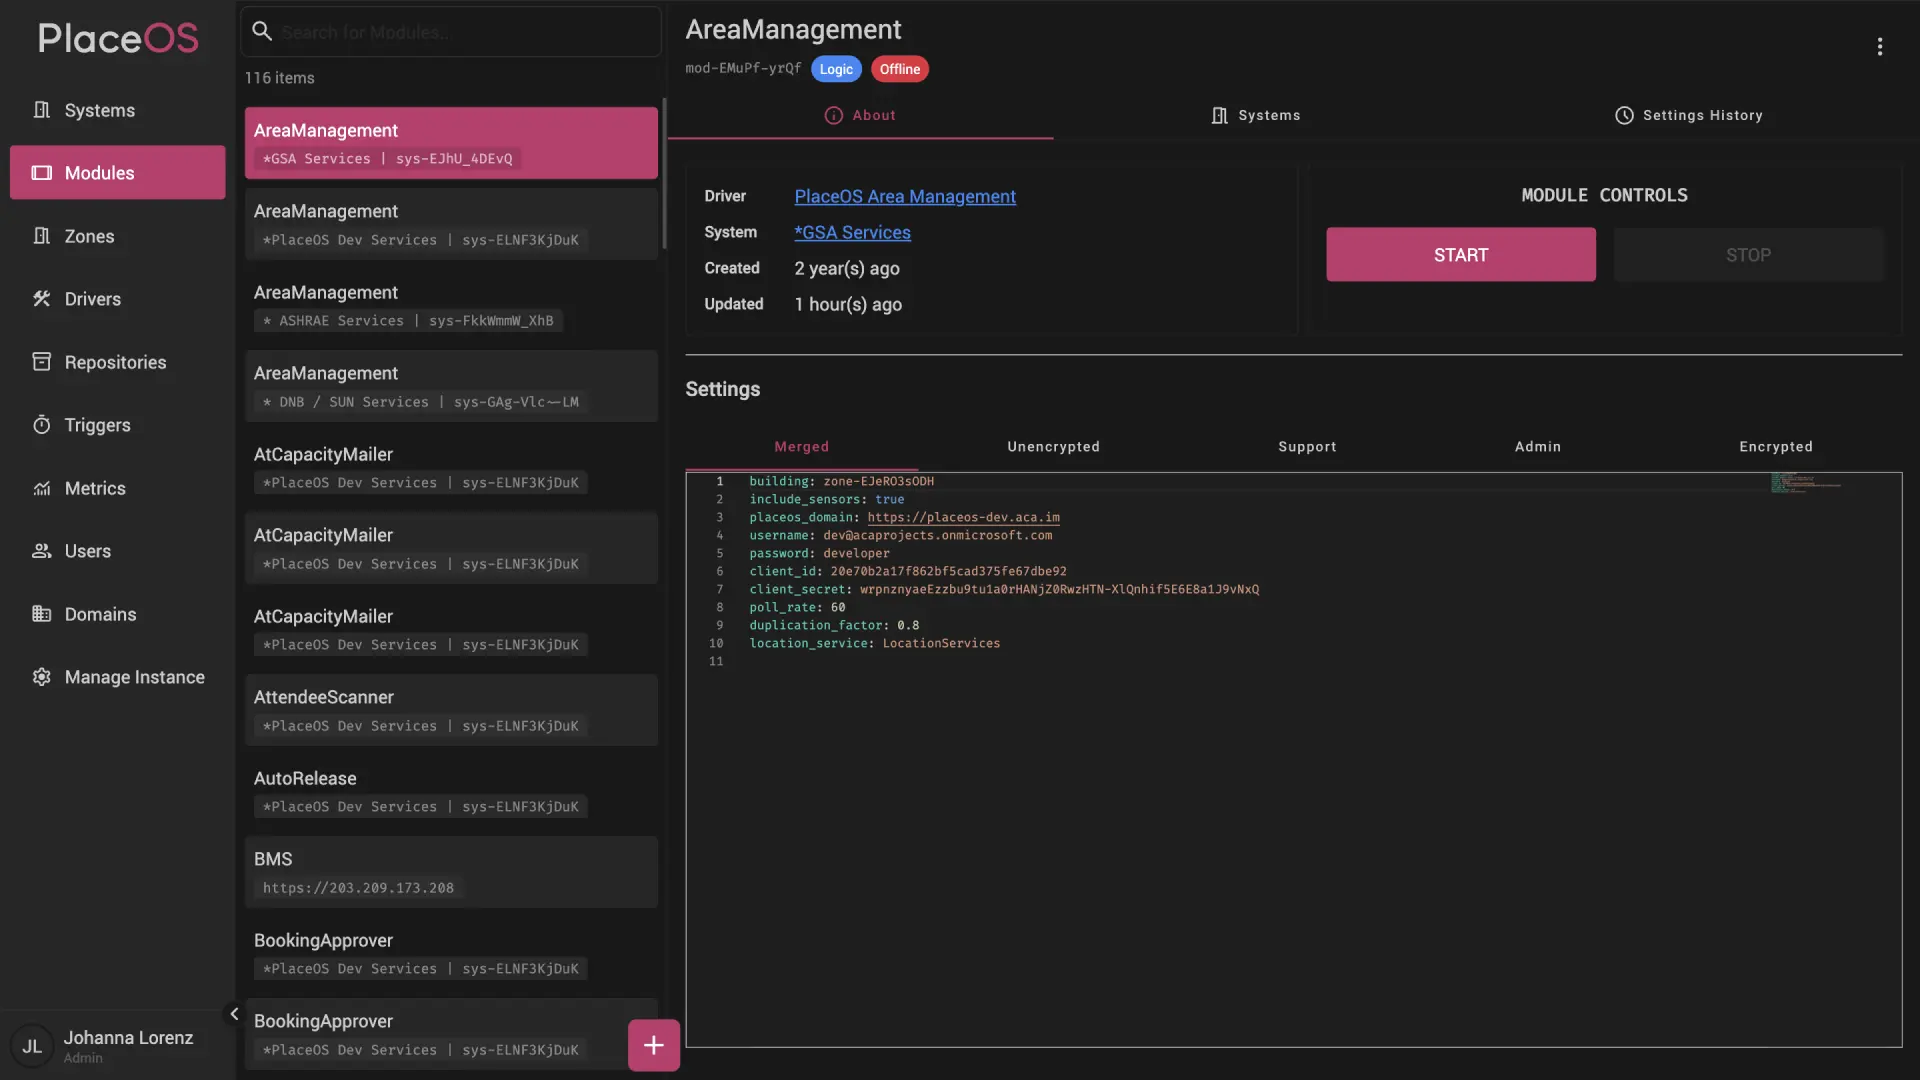 PlaceOS
Systems
Modules
Zones
Drivers
Repositories
Triggers
Metrics
Users
Domains
Manage Instance
JL
Johanna Lorenz
Admin
Search for Modules...
116 items
AreaManagement
*GSA Services | sys-EJhU_4DEvQ
AreaManagement
*PlaceOS Dev Services | sys-ELNF3KjDuK
AreaManagement
* ASHRAE Services | sys-FkkWmmW_XhB
AreaManagement
* DNB / SUN Services | sys-GAg-Vlc~-LM
AtCapacityMailer
*PlaceOS Dev Services | sys-ELNF3KjDuK
AtCapacityMailer
*PlaceOS Dev Services | sys-ELNF3KjDuK
AtCapacityMailer
*PlaceOS Dev Services | sys-ELNF3KjDuK
AttendeeScanner
*PlaceOS Dev Services | sys-ELNF3KjDuK
AutoRelease
*PlaceOS Dev Services | sys-ELNF3KjDuK
BMS
https://203.209.173.208
BookingApprover
*PlaceOS Dev Services | sys-ELNF3KjDuK
BookingApprover
*PlaceOS Dev Services | sys-ELNF3KjDuK
+
AreaManagement
mod-EMuPf-yrQf Logic Offline
About
Systems
Settings History
Driver PlaceOS Area Management
System *GSA Services
Created 2 year(s) ago
Updated 1 hour(s) ago
MODULE CONTROLS
START
STOP
Settings
Merged
Unencrypted
Support
Admin
Encrypted
1 building: zone-EJeRO3sODH
2 include_sensors: true
3 placeos_domain: https://placeos-dev.aca.im
4 username: dev@acaprojects.onmicrosoft.com
5 password: developer
6 client_id: 20e70b2a17f862bf5cad375fe67dbe92
7 client_secret: wrpnznyaeEzzbu9tu1a0rHANjZ0RwzHTN-XlQnhif5E6E8a1J9vNxQ
8 poll_rate: 60
9 duplication_factor: 0.8
10 location_service: LocationServices
11